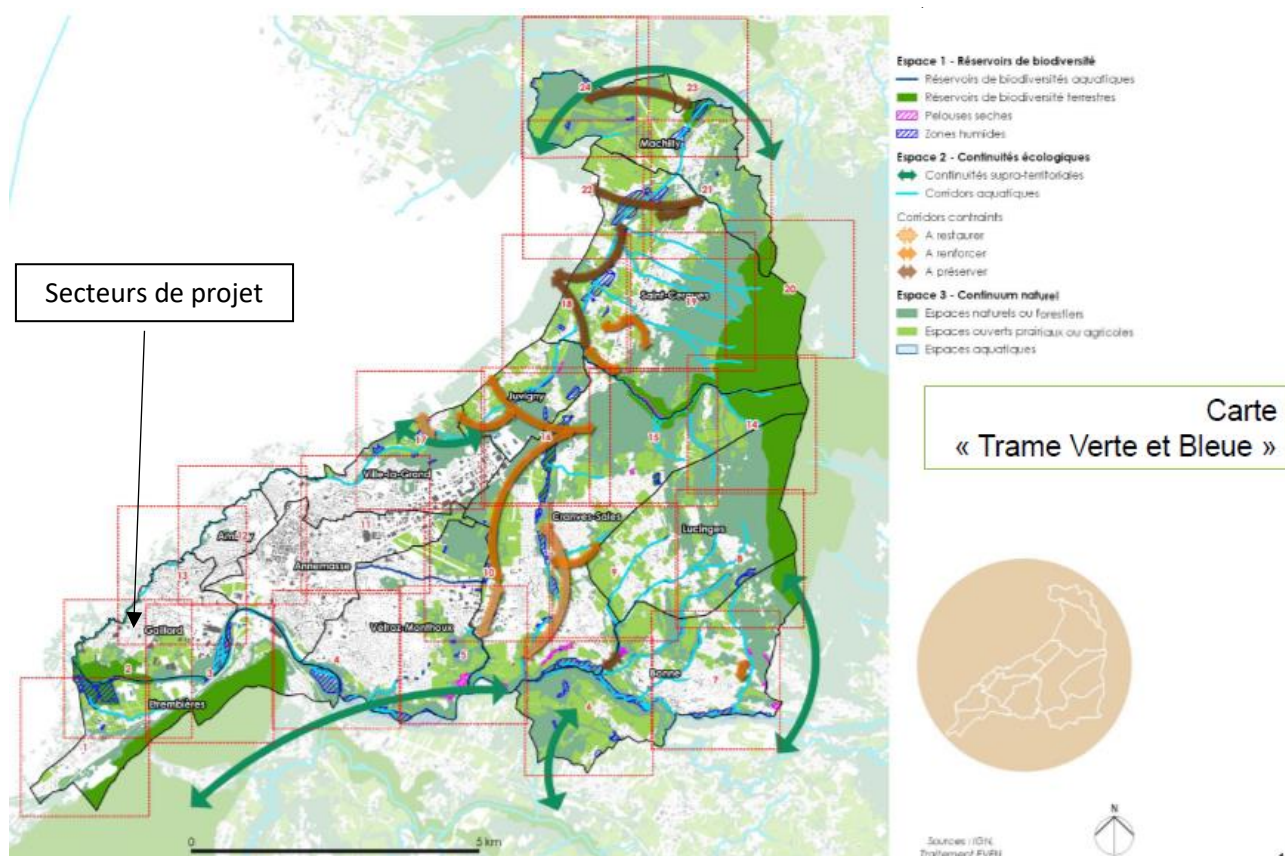 Secteurs de projet
24
23
Machilly
22
21
18
Saint-Cergues
19
20
Juvigny
17
16
15
14
Ville-la-Grand
Cranves-Sales
Lucinges
Annemasse
11
13
10
9
8
Gaillard
Vétraz-Monthoux
2
3
4
5
Bonne
7
Etrembières
6
1
0
5 km
Espace 1 - Réservoirs de biodiversité
Réservoirs de biodiversités aquatiques
Réservoirs de biodiversité terrestres
Pelouses seches
Zones humides
Espace 2 - Continuités écologiques
Continuités supra-territoriales
Corridors aquatiques
Corridors contraints
A restaurer
A renforcer
A préserver
Espace 3 - Continuum naturel
Espaces naturels ou forestiers
Espaces ouverts prairiaux ou agricoles
Espaces aquatiques
Carte
« Trame Verte et Bleue »
N
Sources : IGN,
Traitement EVEN